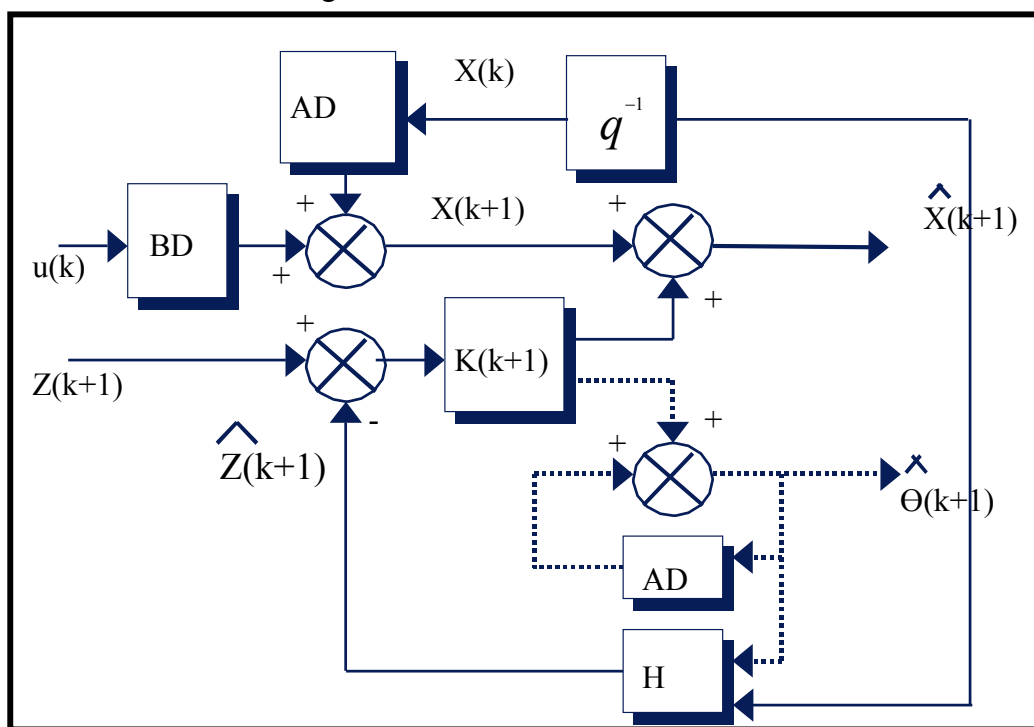 X(k)
AD
q⁻¹
+
X(k+1)
+
^
X(k+1)
BD
u(k)
+
+
+
K(k+1)
Z(k+1)
-
+
^
Z(k+1)
+
^
Θ(k+1)
AD
H